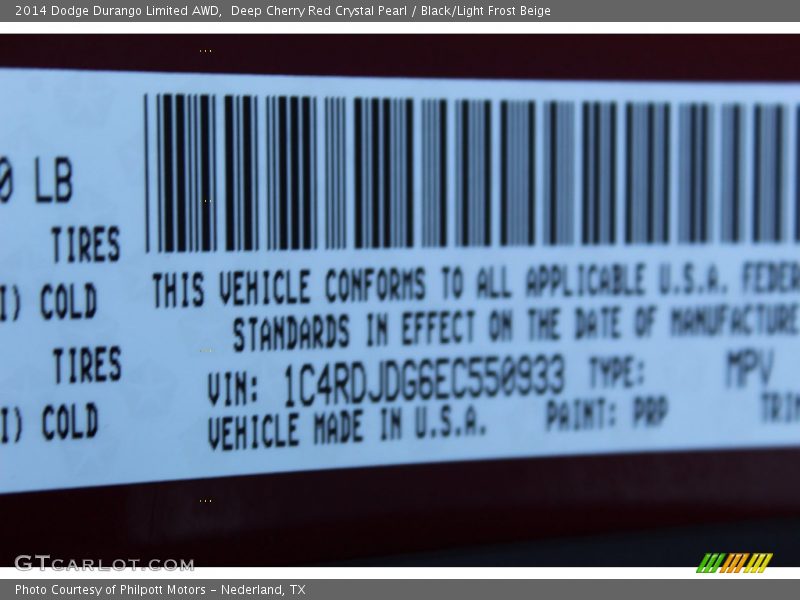 2014 Dodge Durango Limited AWD,  Deep Cherry Red Crystal Pearl / Black/Light Frost Beige
0 LB
TIRES
I) COLD
TIRES
I) COLD
THIS VEHICLE CONFORMS TO ALL APPLICABLE U.S.A. FEDERA
STANDARDS IN EFFECT ON THE DATE OF MANUFACTURE
VIN: 1C4RDJDG6EC550933 TYPE: MPV
VEHICLE MADE IN U.S.A. PAINT: PRP TRIM
GTCARLOT.COM
Photo Courtesy of Philpott Motors - Nederland, TX